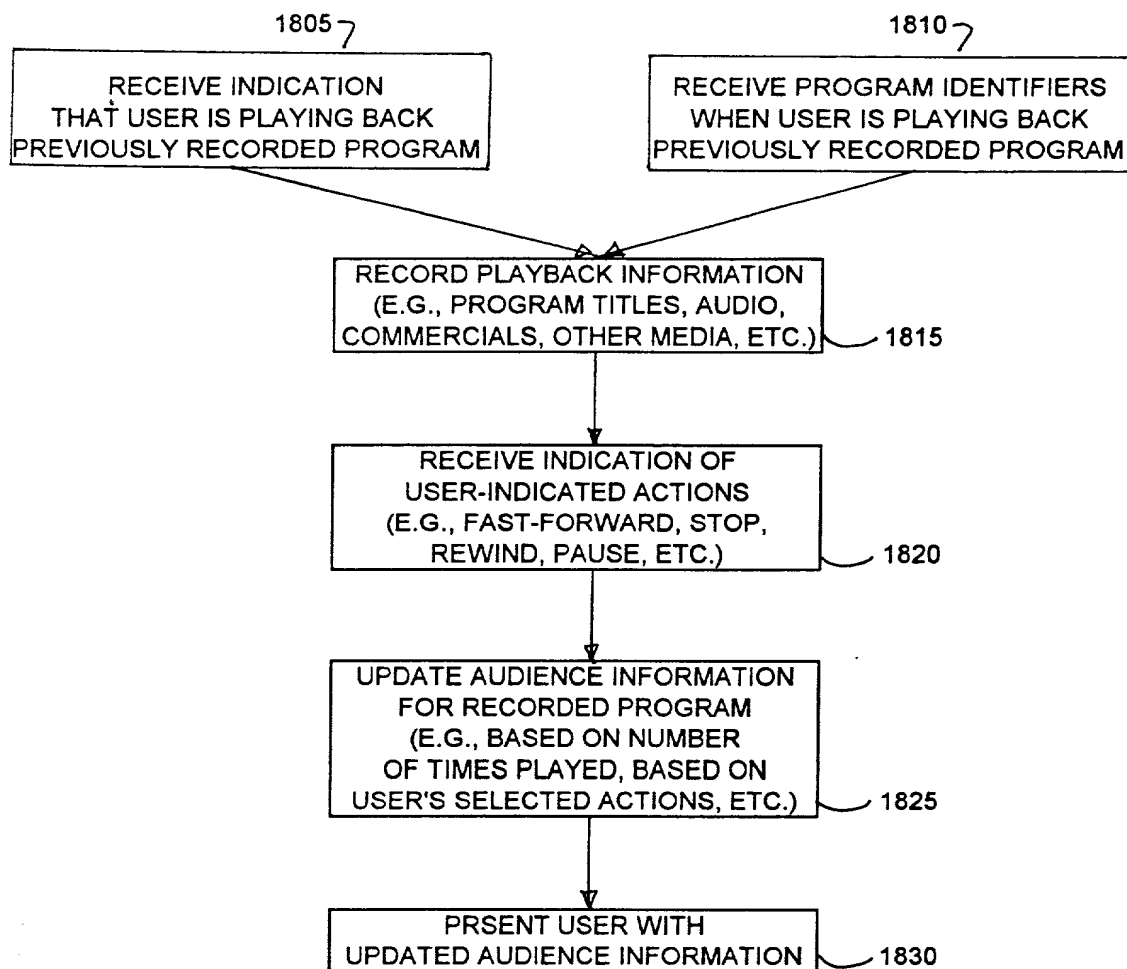 1805
1810
RECEIVE INDICATION
THAT USER IS PLAYING BACK
PREVIOUSLY RECORDED PROGRAM
RECEIVE PROGRAM IDENTIFIERS
WHEN USER IS PLAYING BACK
PREVIOUSLY RECORDED PROGRAM
RECORD PLAYBACK INFORMATION
(E.G., PROGRAM TITLES, AUDIO,
COMMERCIALS, OTHER MEDIA, ETC.)
1815
RECEIVE INDICATION OF
USER-INDICATED ACTIONS
(E.G., FAST-FORWARD, STOP,
REWIND, PAUSE, ETC.)
1820
UPDATE AUDIENCE INFORMATION
FOR RECORDED PROGRAM
(E.G., BASED ON NUMBER
OF TIMES PLAYED, BASED ON
USER'S SELECTED ACTIONS, ETC.)
1825
PRSENT USER WITH
UPDATED AUDIENCE INFORMATION
1830